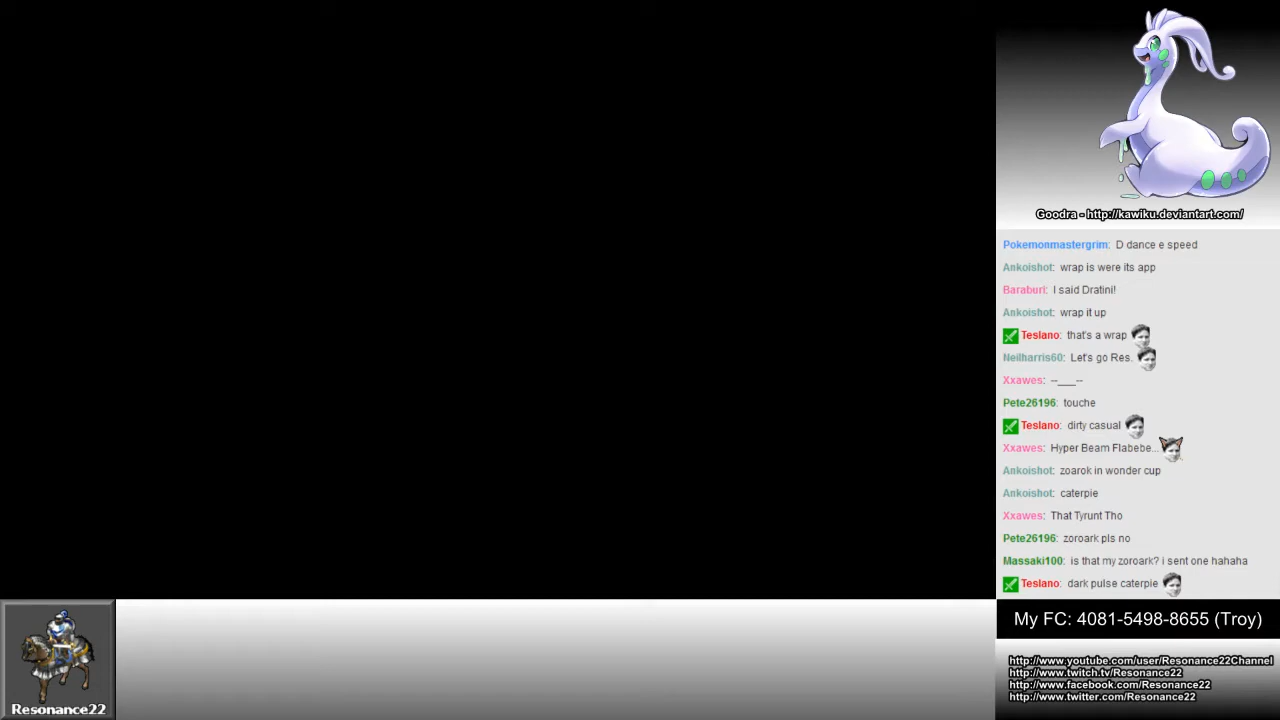 Goodra - http://kawiku.deviantart.com/
Pokemonmastergrim: D dance e speed
Ankoishot: wrap is were its app
Baraburi: I said Dratini!
Ankoishot: wrap it up
Teslano: that's a wrap
Neilharris60: Let's go Res.
Xxawes: --___--
Pete26196: touche
Teslano: dirty casual
Xxawes: Hyper Beam Flabebe...
Ankoishot: zoarok in wonder cup
Ankoishot: caterpie
Xxawes: That Tyrunt Tho
Pete26196: zoroark pls no
Massaki100: is that my zoroark? i sent one hahaha
Teslano: dark pulse caterpie
My FC: 4081-5498-8655 (Troy)
http://www.youtube.com/user/Resonance22Channel
http://www.twitch.tv/Resonance22
http://www.facebook.com/Resonance22
http://www.twitter.com/Resonance22
Resonance22